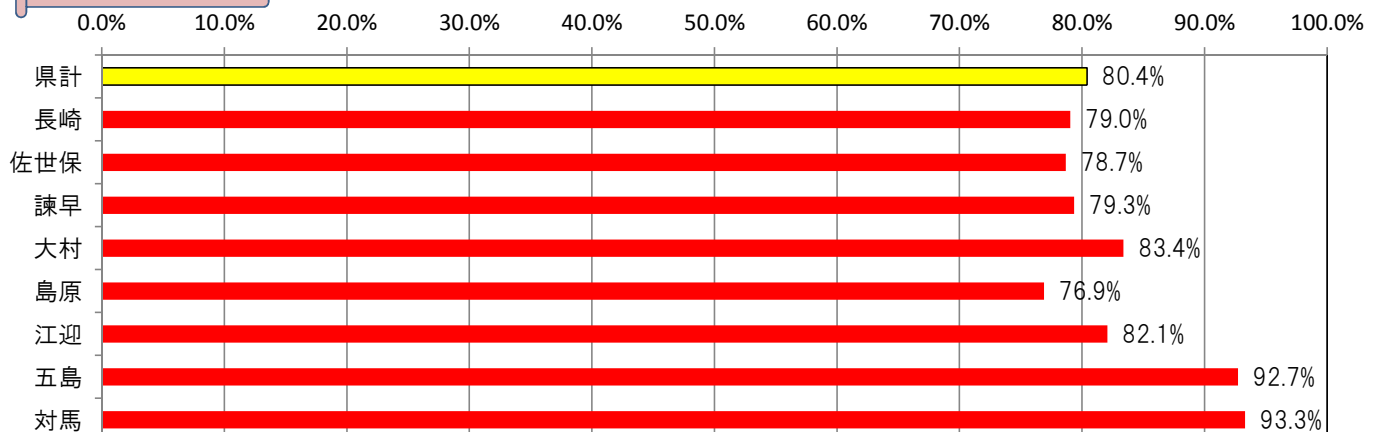 0.0% 10.0% 20.0% 30.0% 40.0% 50.0% 60.0% 70.0% 80.0% 90.0% 100.0%
県計 80.4%
長崎 79.0%
佐世保 78.7%
諫早 79.3%
大村 83.4%
島原 76.9%
江迎 82.1%
五島 92.7%
対馬 93.3%